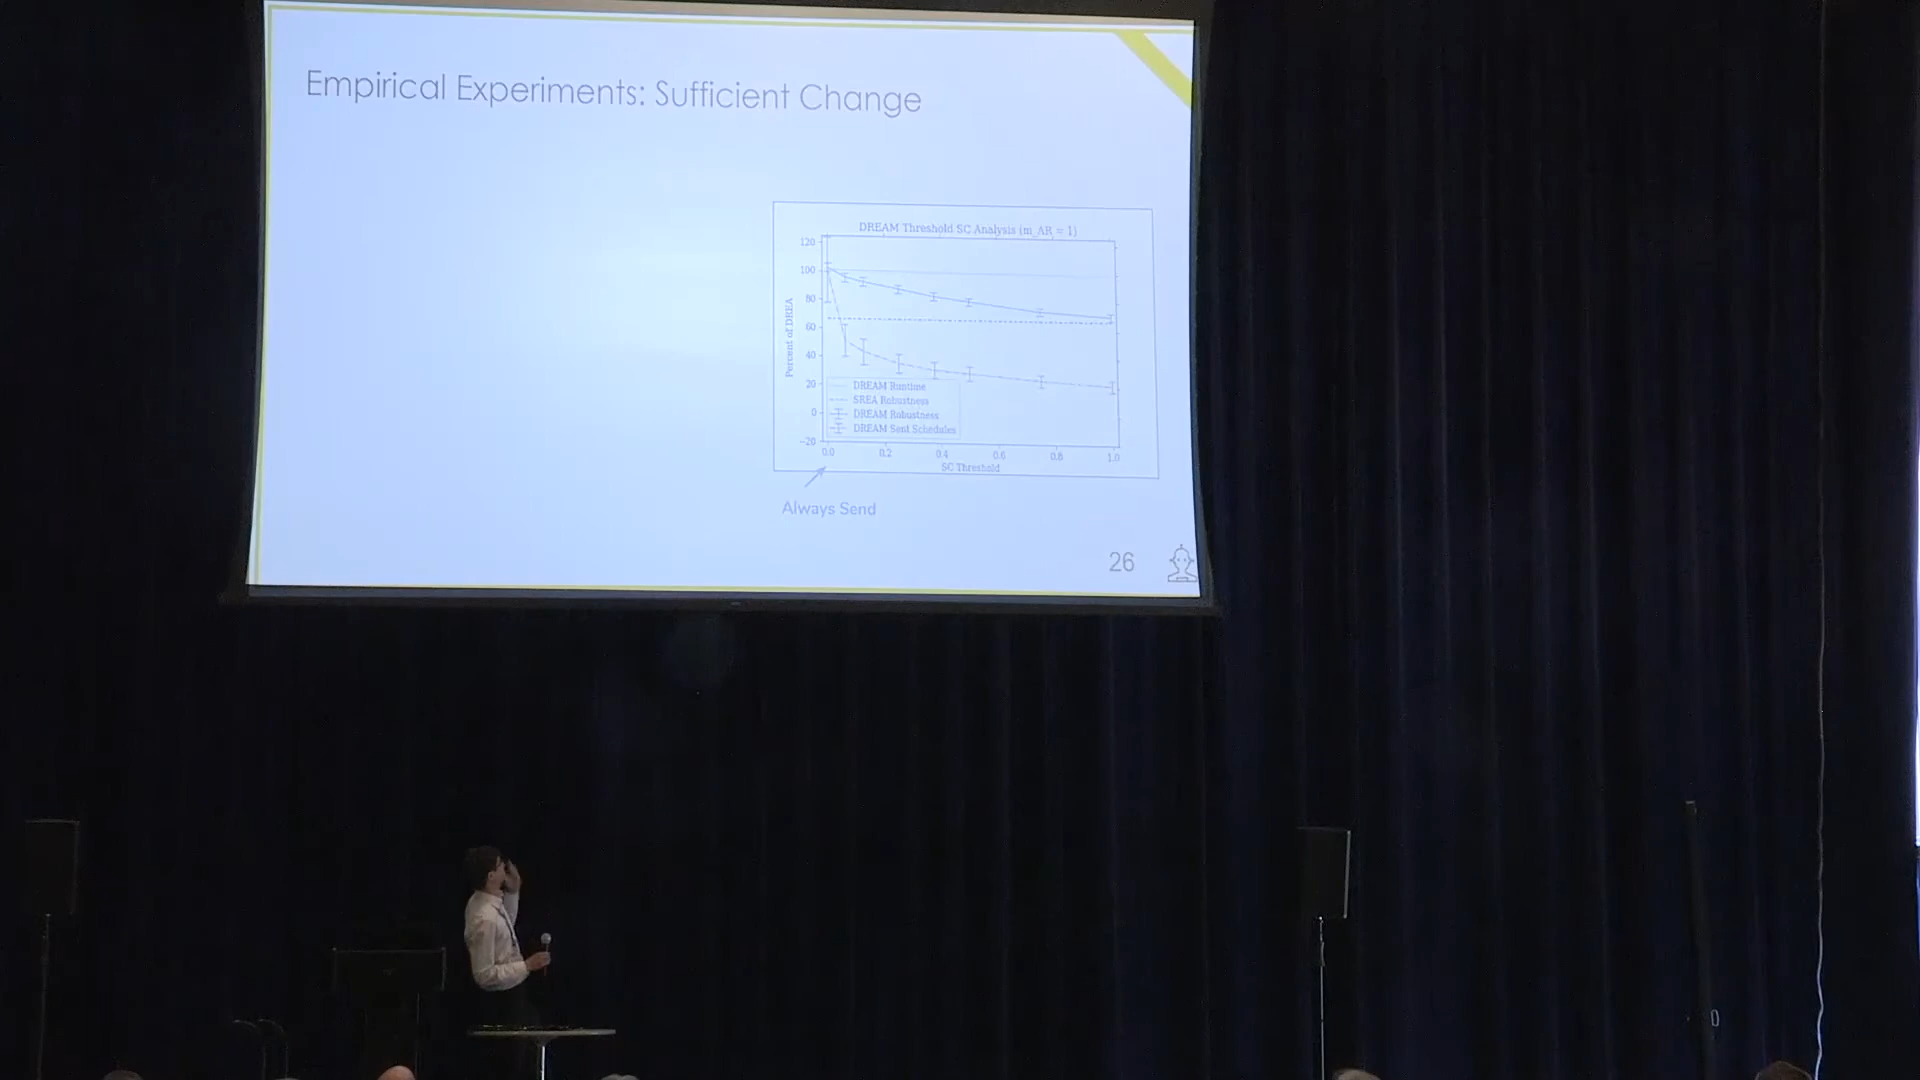 Empirical Experiments: Sufficient Change
DREAM Threshold SC Analysis (m_AR = 1)
120
100
80
60
40
20
0
-20
Percent of DREA
DREAM Runtime
SREA Robustness
DREAM Robustness
DREAM Sent Schedules
0.0 0.2 0.4 0.6 0.8 1.0
SC Threshold
Always Send
26